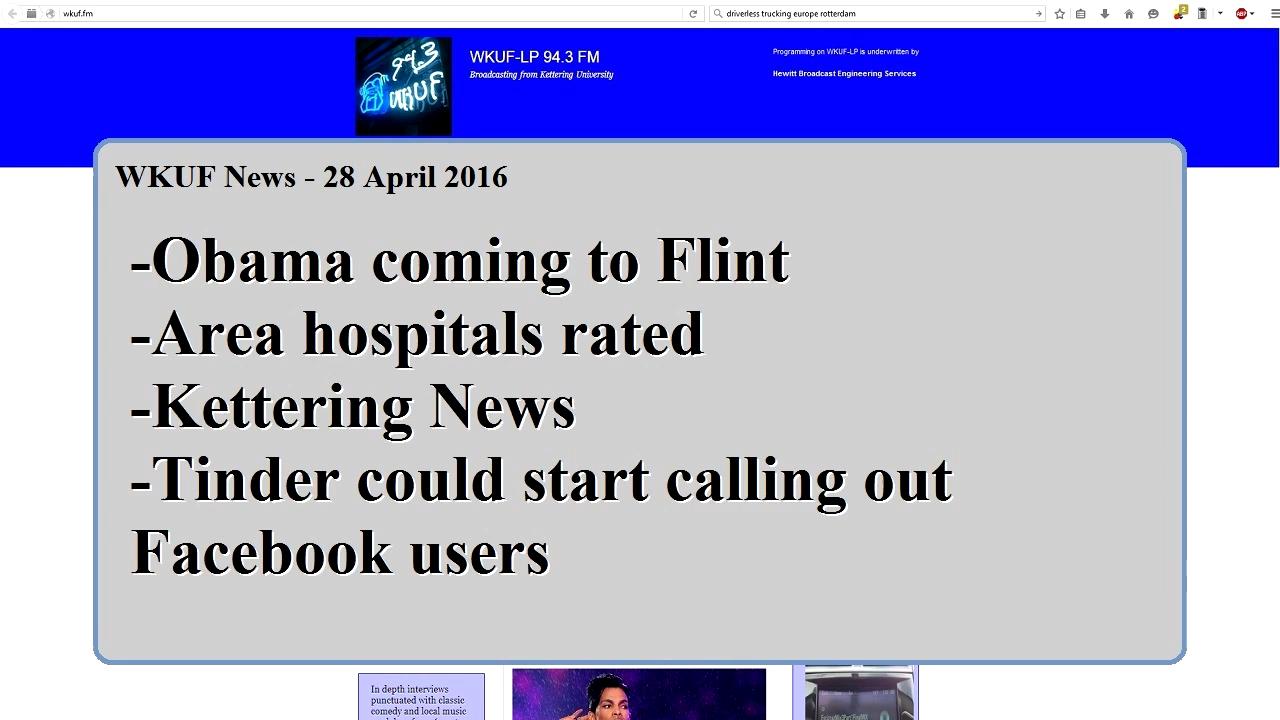 wkuf.fm
driverless trucking europe rotterdam
2
ABP
94.3
WKUF
WKUF-LP 94.3 FM
Broadcasting from Kettering University
Programming on WKUF-LP is underwritten by
Hewitt Broadcast Engineering Services
WKUF News - 28 April 2016
-Obama coming to Flint
-Area hospitals rated
-Kettering News
-Tinder could start calling out
Facebook users
In depth interviews
punctuated with classic
comedy and local music